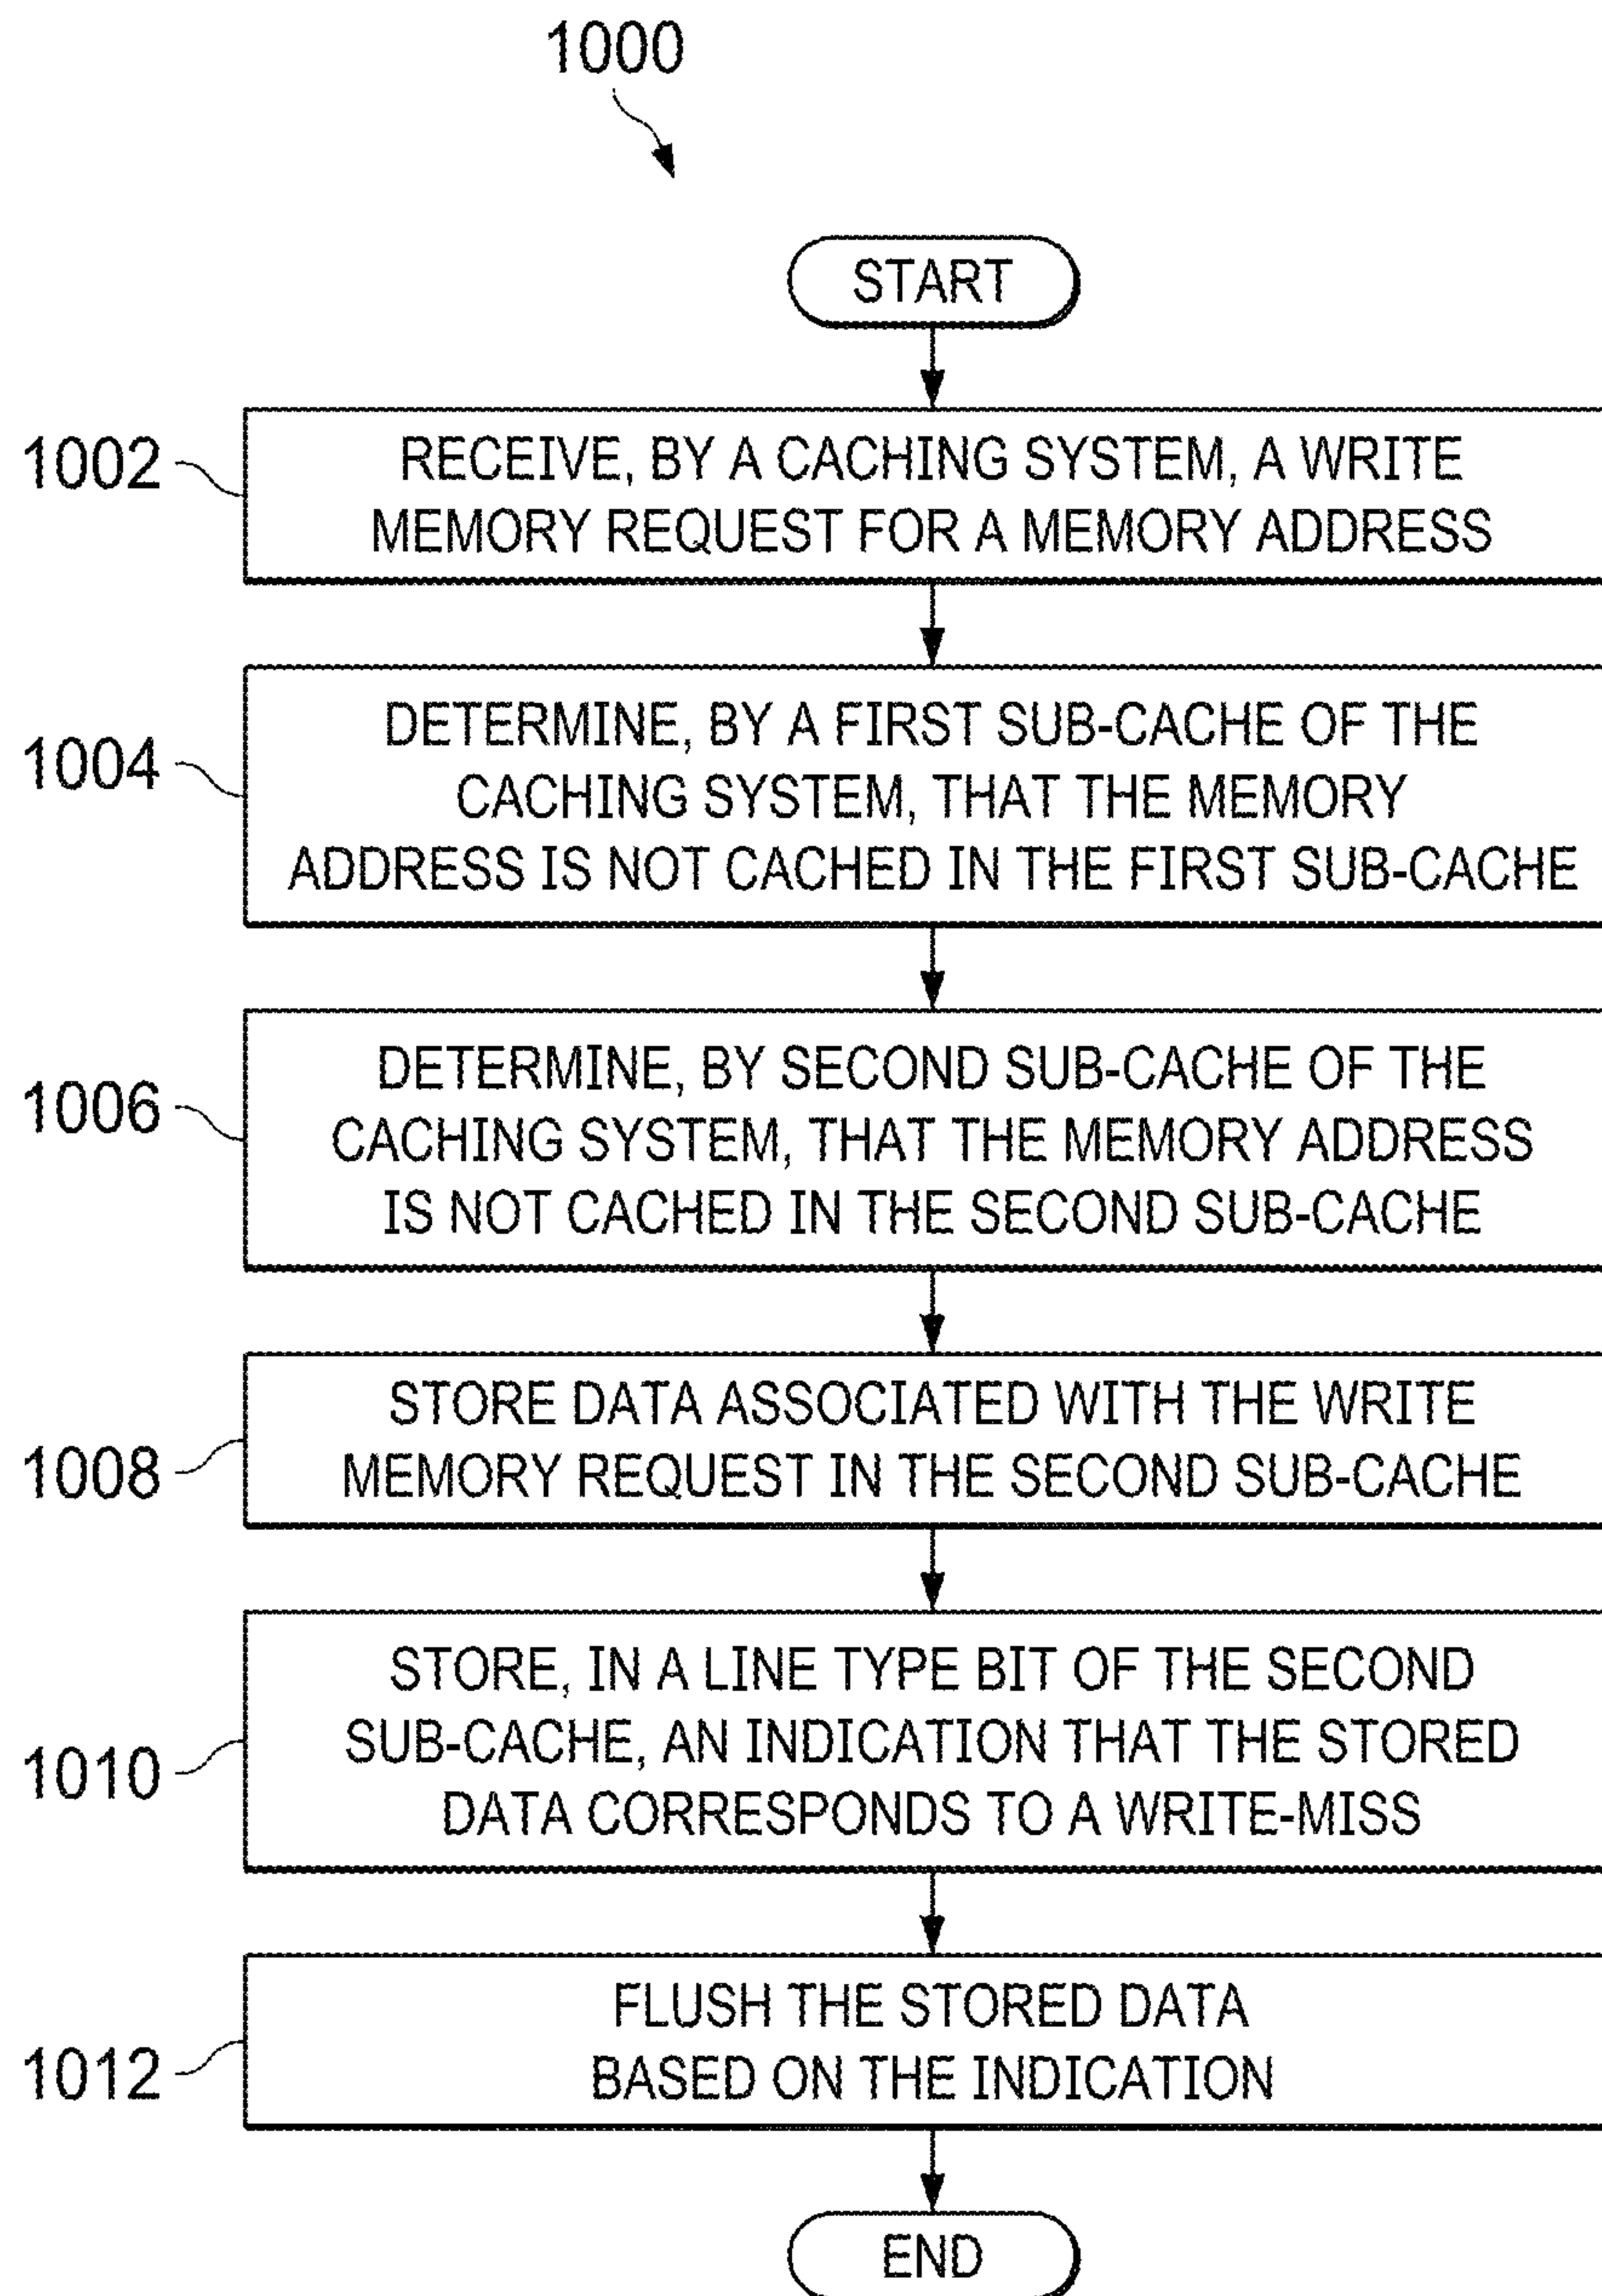 1000
START
1002
RECEIVE, BY A CACHING SYSTEM, A WRITE
MEMORY REQUEST FOR A MEMORY ADDRESS
1004
DETERMINE, BY A FIRST SUB-CACHE OF THE
CACHING SYSTEM, THAT THE MEMORY
ADDRESS IS NOT CACHED IN THE FIRST SUB-CACHE
1006
DETERMINE, BY SECOND SUB-CACHE OF THE
CACHING SYSTEM, THAT THE MEMORY ADDRESS
IS NOT CACHED IN THE SECOND SUB-CACHE
1008
STORE DATA ASSOCIATED WITH THE WRITE
MEMORY REQUEST IN THE SECOND SUB-CACHE
1010
STORE, IN A LINE TYPE BIT OF THE SECOND
SUB-CACHE, AN INDICATION THAT THE STORED
DATA CORRESPONDS TO A WRITE-MISS
1012
FLUSH THE STORED DATA
BASED ON THE INDICATION
END